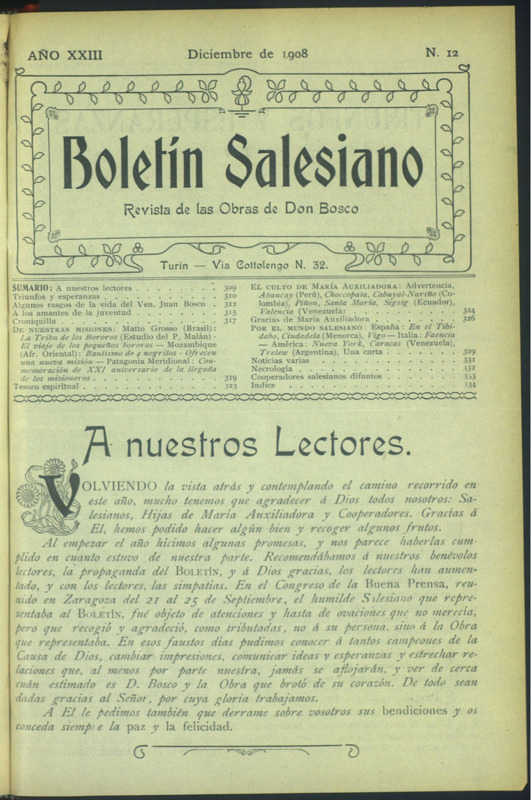 AÑO XXIII Diciembre de 1908 N. 12
Boletín Salesiano
Revista de las Obras de Don Bosco
Turin — Via Cottolengo N. 32.
SUMARIO: A nuestros lectores . . . . . . 309
Triunfos y esperanzas . . . . . . 310
Algunos rasgos de la vida del Ven. Juan Bosco . 312
A los amantes de la juventud . . . . . 315
Croniquilla . . . . . . 317
DE NUESTRAS MISIONES: Matto Grosso (Brasil):
La Tribu de los Bororos (Estudio del P. Malán) -
El viaje de los pequeños bororos — Mozambique
(Afr. Oriental): Bautismo de 4 negritos - Ofrecen
una nueva misión — Patagonia Meridional: Con-
memoración de XXI aniversario de la llegada
de los misioneros . . . . . . 319
Tesoro espiritual . . . . . . 323
EL CULTO DE MARÍA AUXILIADORA: Advertencia,
Abancay (Perú), Choccopata, Cabuyal-Nariño (Co-
lombia), Piñon, Santa María, Sigsig (Ecuador),
Valencia (Venezuela) . . . . . . 324
Gracias de María Auxiliadora . . . . . 326
POR EL MUNDO SALESIANO: España: En el Tibi-
dabo, Ciudadela (Menorca), Vigo — Italia: Faencia
— América: Nueva York, Caracas (Venezuela),
Trelew (Argentina), Una carta . . . . 329
Noticias varias . . . . . . 331
Necrología . . . . . . 332
Cooperadores salesianos difuntos . . . . 333
Indice . . . . . . 334
A nuestros Lectores.
VOLVIENDO la vista atrás y contemplando el camino recorrido en
este año, mucho tenemos que agradecer á Dios todos nosotros: Sa-
lesianos, Hijas de María Auxiliadora y Cooperadores. Gracias á
El, hemos podido hacer algún bien y recoger algunos frutos.
Al empezar el año hicimos algunas promesas, y nos parece haberlas cum-
plido en cuanto estuvo de nuestra parte. Recomendábamos á nuestros benévolos
lectores, la propaganda del BOLETÍN, y á Dios gracias, los lectores han aumen-
tado, y con los lectores, las simpatías. En el Congreso de la Buena Prensa, reu-
nido en Zaragoza del 21 al 25 de Septiembre, el humilde Salesiano que repre-
sentaba al BOLETÍN, fué objeto de atenciones y hasta de ovaciones que no merecía,
pero que recogió y agradeció, como tributadas, no á su persona, sino á la Obra
que representaba. En esos faustos días pudimos conocer á tantos campeones de la
Causa de Dios, cambiar impresiones, comunicar ideas y esperanzas y estrechar re-
laciones que, al menos por parte nuestra, jamás se aflojarán, y ver de cerca
cuán estimado es D. Bosco y la Obra que brotó de su corazón. De todo sean
dadas gracias al Señor, por cuya gloria trabajamos.
A El le pedimos también que derrame sobre vosotros sus bendiciones y os
conceda siempre la paz y la felicidad.